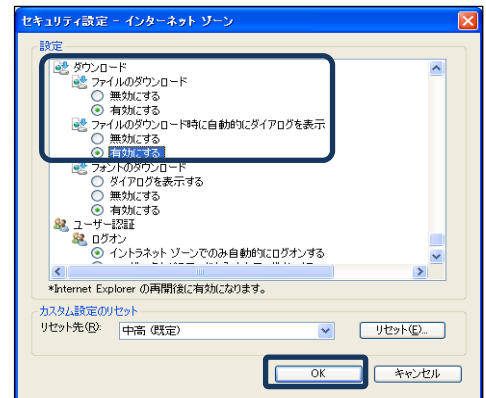 セキュリティ設定 - インターネット ゾーン
設定
ダウンロード
ファイルのダウンロード
無効にする
有効にする
ファイルのダウンロード時に自動的にダイアログを表示
無効にする
有効にする
フォントのダウンロード
ダイアログを表示する
無効にする
有効にする
ユーザー認証
ログオン
イントラネット ゾーンでのみ自動的にログオンする
*Internet Explorer の再開後に有効になります。
カスタム設定のリセット
リセット先(R):
中高 (既定)
リセット(E)...
OK
キャンセル